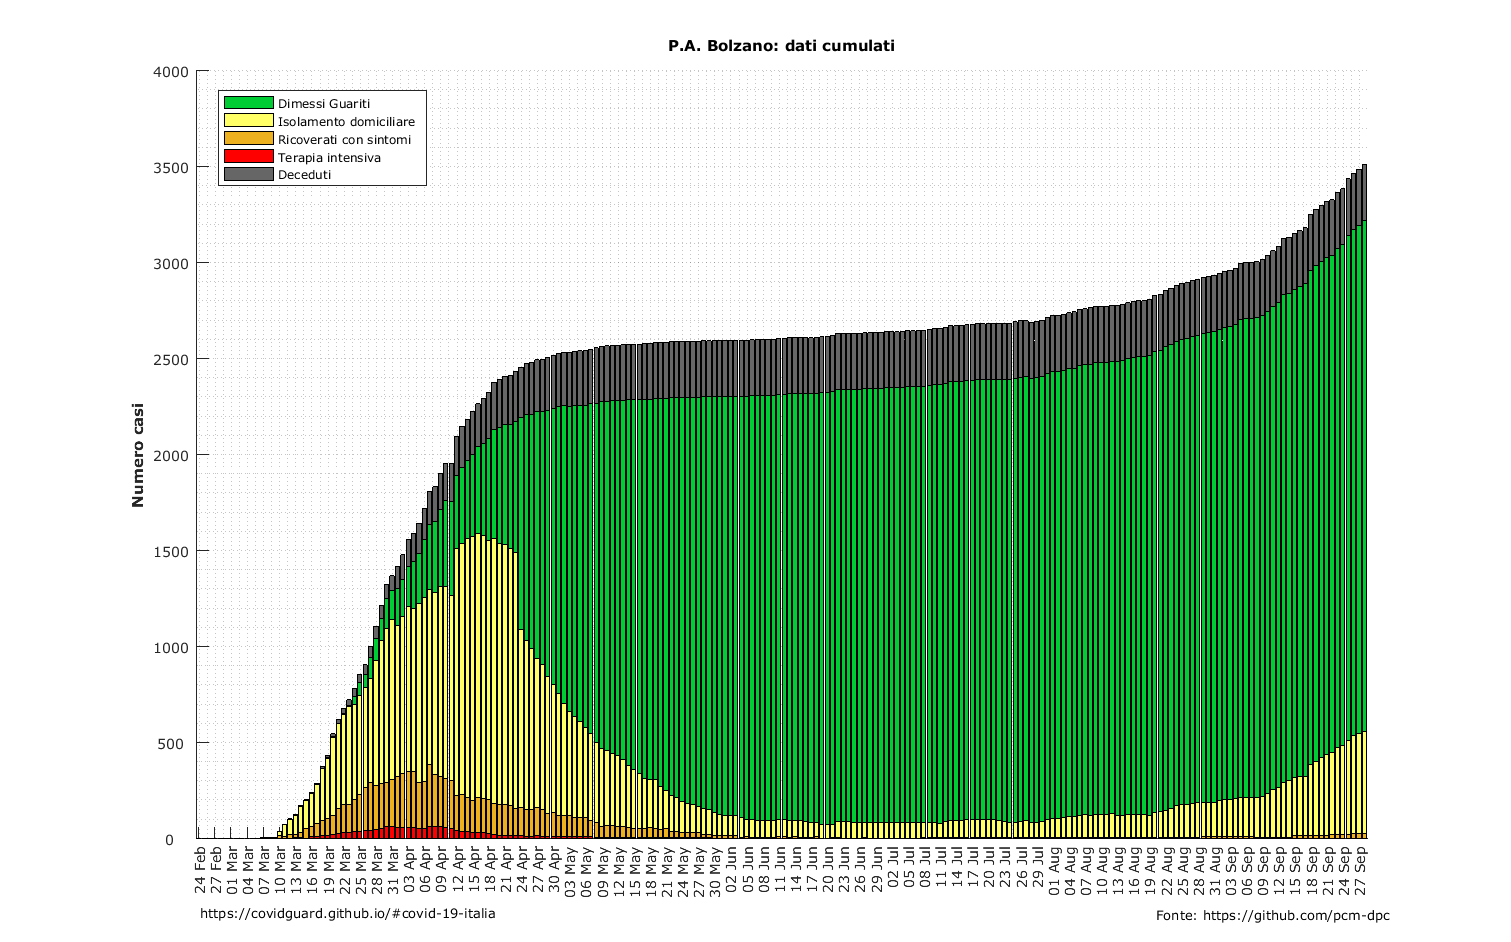 P.A. Bolzano: dati cumulati
4000
3500
3000
2500
2000
1500
1000
500
0
Numero casi
Dimessi Guariti
Isolamento domiciliare
Ricoverati con sintomi
Terapia intensiva
Deceduti
24 Feb
27 Feb
01 Mar
04 Mar
07 Mar
10 Mar
13 Mar
16 Mar
19 Mar
22 Mar
25 Mar
28 Mar
31 Mar
03 Apr
06 Apr
09 Apr
12 Apr
15 Apr
18 Apr
21 Apr
24 Apr
27 Apr
30 Apr
03 May
06 May
09 May
12 May
15 May
18 May
21 May
24 May
27 May
30 May
02 Jun
05 Jun
08 Jun
11 Jun
14 Jun
17 Jun
20 Jun
23 Jun
26 Jun
29 Jun
02 Jul
05 Jul
08 Jul
11 Jul
14 Jul
17 Jul
20 Jul
23 Jul
26 Jul
29 Jul
01 Aug
04 Aug
07 Aug
10 Aug
13 Aug
16 Aug
19 Aug
22 Aug
25 Aug
28 Aug
31 Aug
03 Sep
06 Sep
09 Sep
12 Sep
15 Sep
18 Sep
21 Sep
24 Sep
27 Sep
https://covidguard.github.io/#covid-19-italia
Fonte: https://github.com/pcm-dpc